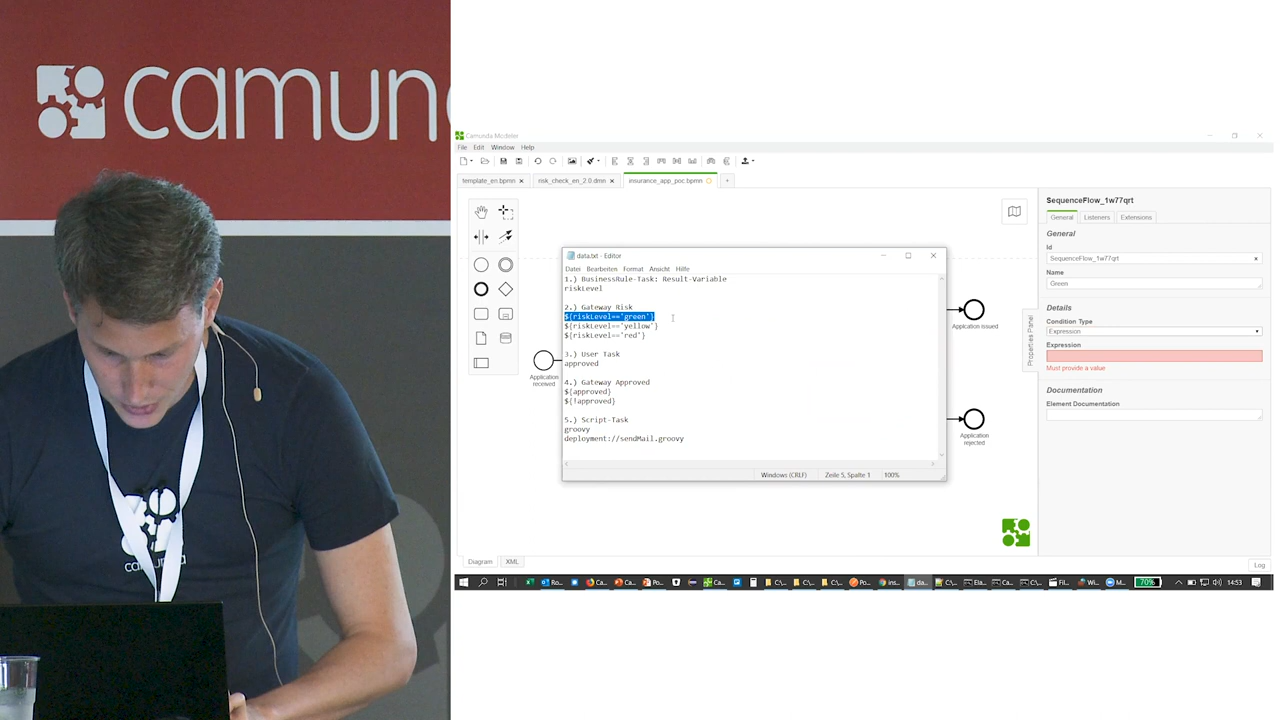 camun
camunda
Camunda Modeler
File Edit Window Help
template_en.bpmn
risk_check_en_2 0.dmn
insurance_app_poc.bpmn
Application received
data.txt - Editor
Datei Bearbeiten Format Ansicht Hilfe
1.) BusinessRule-Task: Result-Variable
riskLevel
2.) Gateway Risk
${riskLevel=='green'}
${riskLevel=='yellow'}
${riskLevel=='red'}
3.) User Task
approved
4.) Gateway Approved
${approved}
${!approved}
5.) Script-Task
groovy
deployment://sendMail.groovy
Windows (CRLF) Zeile 5, Spalte 1 100%
Application issued
Application
rejected
Properties Panel
SequenceFlow_1w77qrt
General Listeners Extensions
General
Id
SequenceFlow_1w77qrt
Name
Green
Details
Condition Type
Expression
Expression
Must provide a value
Documentation
Element Documentation
Diagram XML
Log
70%
14:53